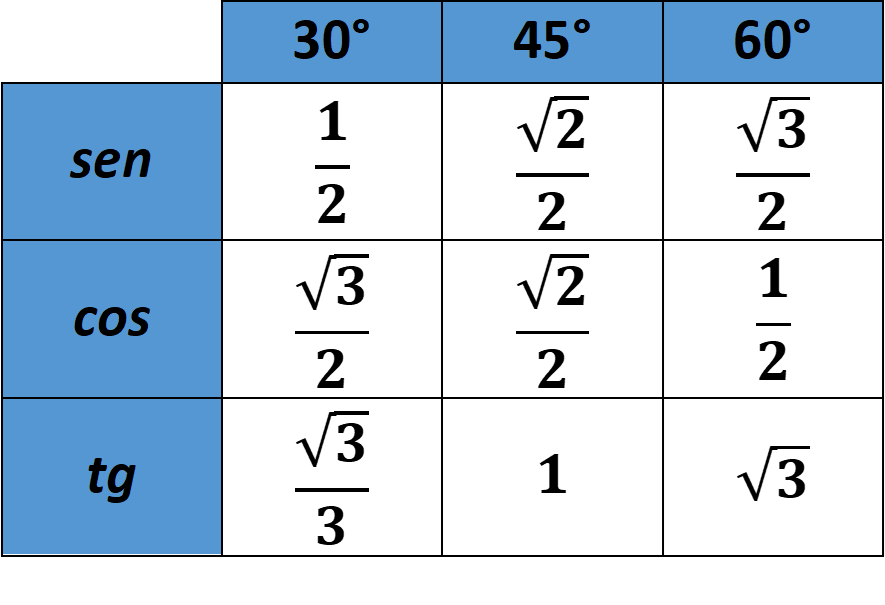 30° 45° 60°
sen 1/2 √2/2 √3/2
cos √3/2 √2/2 1/2
tg √3/3 1 √3